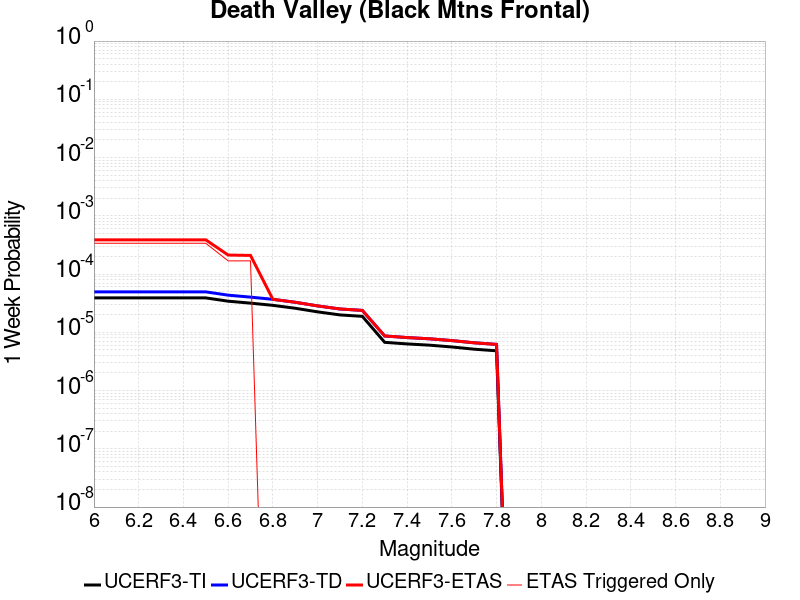 Death Valley (Black Mtns Frontal)
10^0
10^-1
10^-2
10^-3
10^-4
10^-5
10^-6
10^-7
10^-8
1 Week Probability
6 6.2 6.4 6.6 6.8 7 7.2 7.4 7.6 7.8 8 8.2 8.4 8.6 8.8 9
Magnitude
UCERF3-TI UCERF3-TD UCERF3-ETAS ETAS Triggered Only